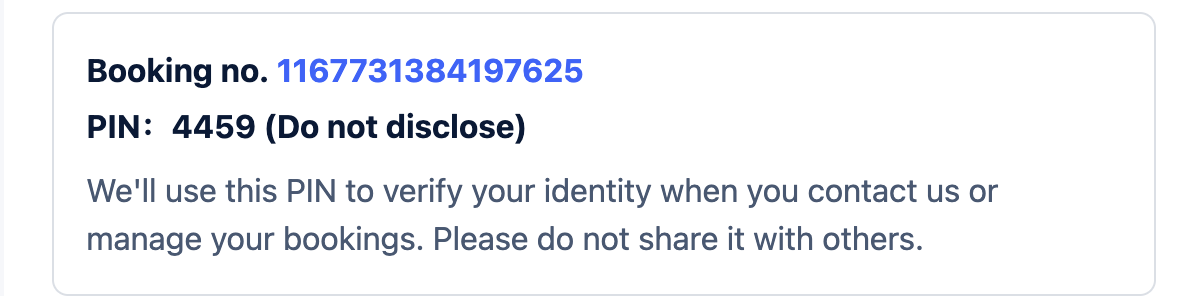 Booking no. 1167731384197625
PIN： 4459 (Do not disclose)
We'll use this PIN to verify your identity when you contact us or
manage your bookings. Please do not share it with others.